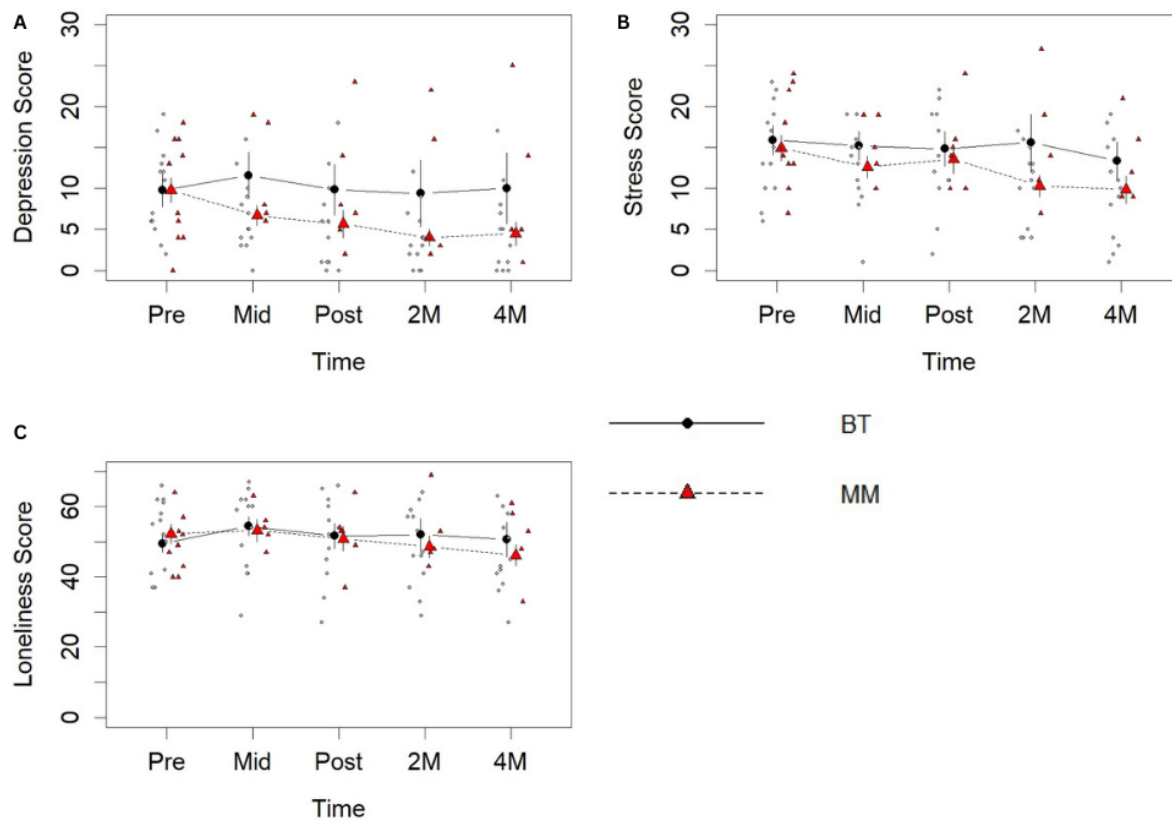 A
Depression Score
30
20
10
5
0
Pre Mid Post 2M 4M
Time
B
Stress Score
30
20
10
5
0
Pre Mid Post 2M 4M
Time
C
Loneliness Score
60
40
20
0
Pre Mid Post 2M 4M
Time
BT
MM